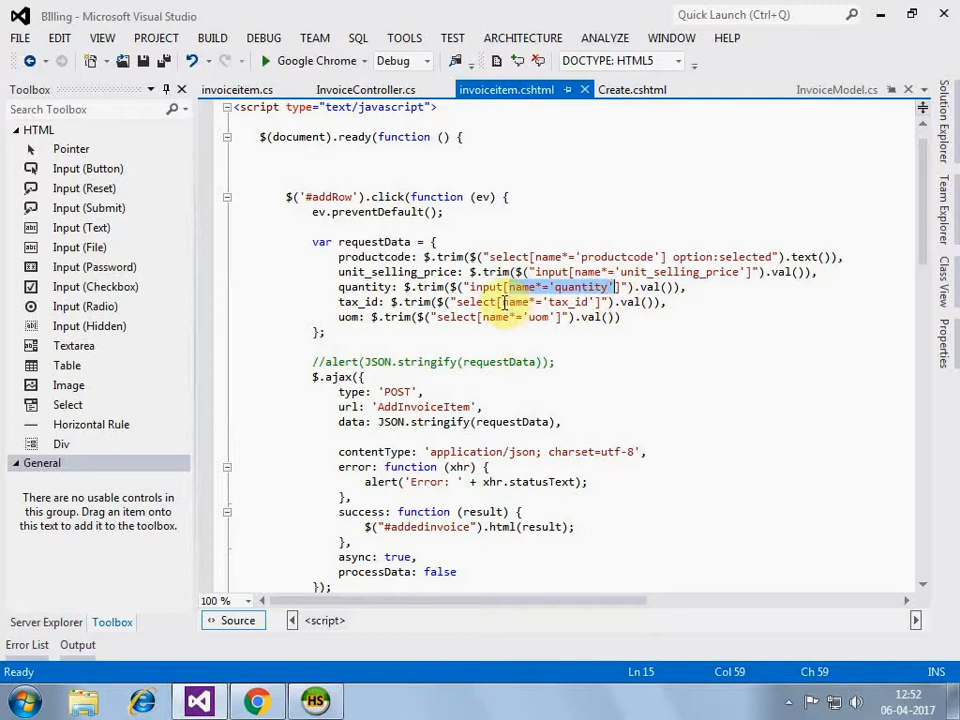 BIlling - Microsoft Visual Studio
Quick Launch (Ctrl+Q)
FILE EDIT VIEW PROJECT BUILD DEBUG TEAM SQL TOOLS TEST ARCHITECTURE ANALYZE WINDOW HELP
Google Chrome Debug DOCTYPE: HTML5
Toolbox
invoiceitem.cs InvoiceController.cs invoiceitem.cshtml Create.cshtml InvoiceModel.cs
Search Toolbox
HTML
Pointer
Input (Button)
Input (Reset)
Input (Submit)
Input (Text)
Input (File)
Input (Password)
Input (Checkbox)
Input (Radio)
Input (Hidden)
Textarea
Table
Image
Select
Horizontal Rule
Div
General
There are no usable controls in
this group. Drag an item onto
this text to add it to the toolbox.
<script type="text/javascript">
$(document).ready(function () {
$('#addRow').click(function (ev) {
ev.preventDefault();
var requestData = {
productcode: $.trim($("select[name*='productcode'] option:selected").text()),
unit_selling_price: $.trim($("input[name*='unit_selling_price']").val()),
quantity: $.trim($("input[name*='quantity']").val()),
tax_id: $.trim($("select[name*='tax_id']").val()),
uom: $.trim($("select[name*='uom']").val())
};
//alert(JSON.stringify(requestData));
$.ajax({
type: 'POST',
url: 'AddInvoiceItem',
data: JSON.stringify(requestData),
contentType: 'application/json; charset=utf-8',
error: function (xhr) {
alert('Error: ' + xhr.statusText);
},
success: function (result) {
$("#addedinvoice").html(result);
},
async: true,
processData: false
});
Solution Explorer
Team Explorer
Class View
Properties
100 %
Server Explorer Toolbox
Source <script>
Error List Output
Ready Ln 15 Col 59 Ch 59 INS
HS
12:52
06-04-2017